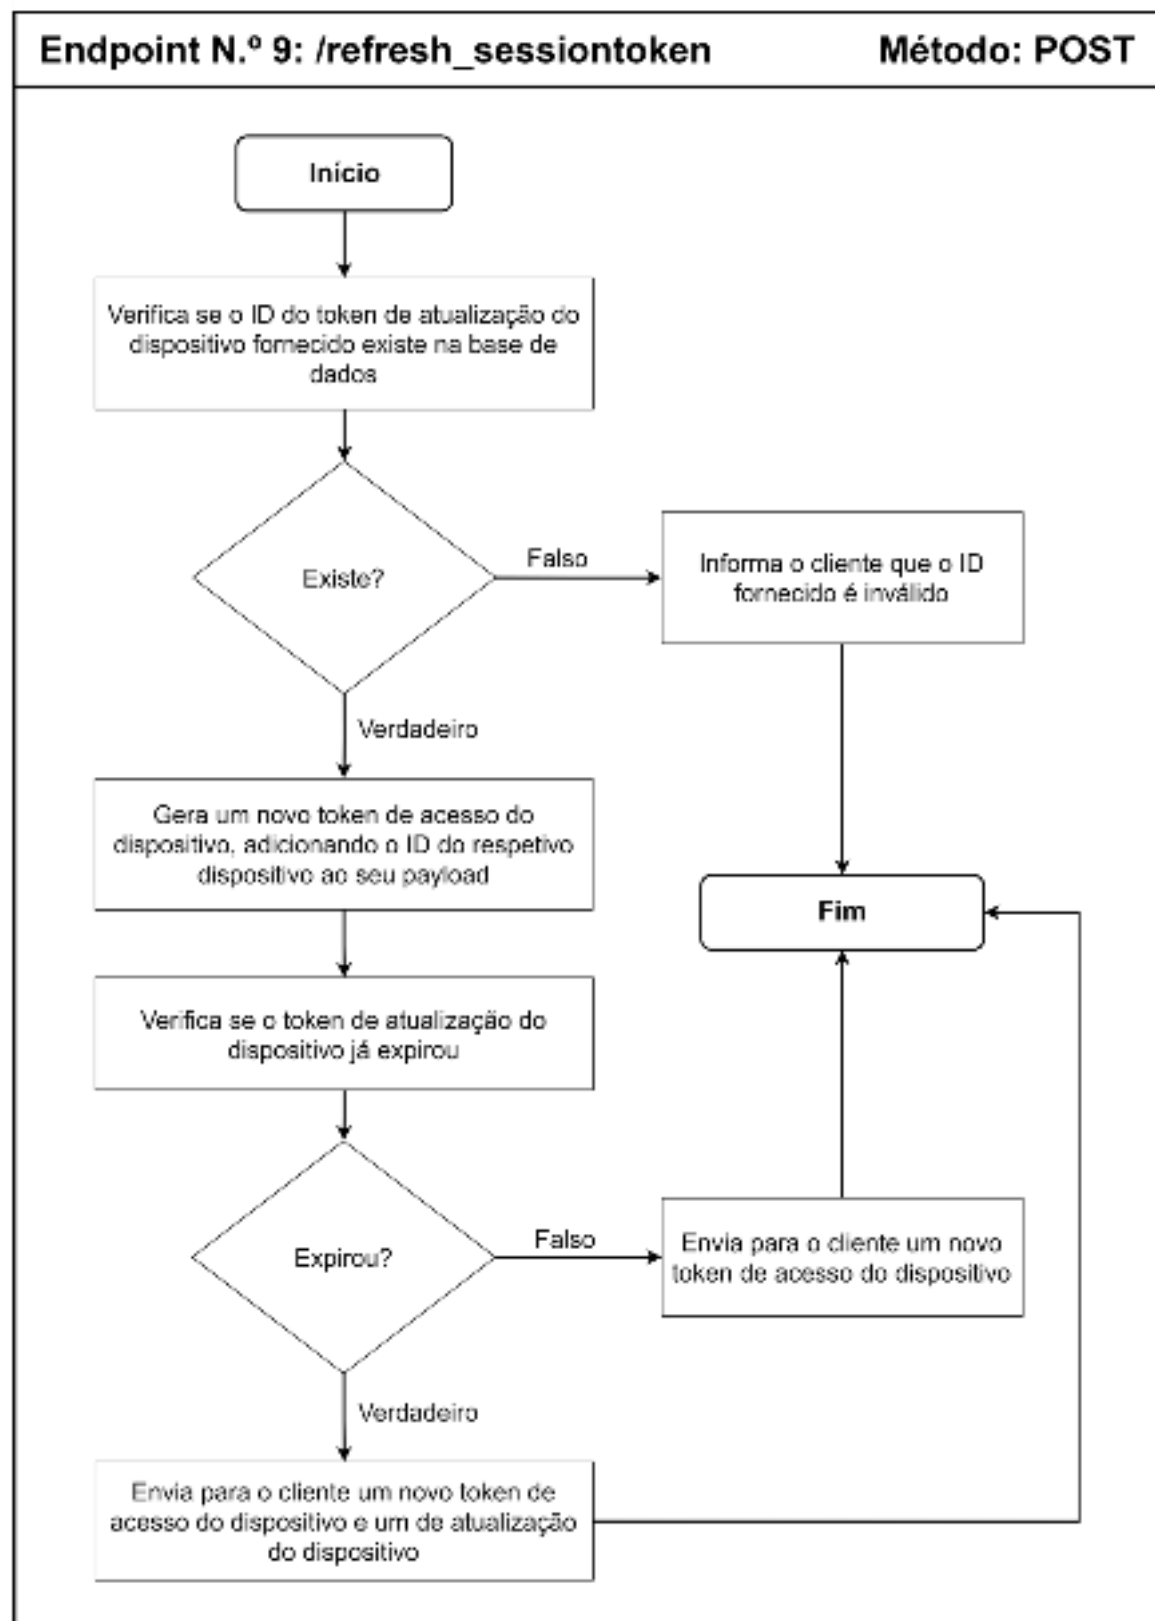 Endpoint N.º 9: /refresh_sessiontoken Método: POST
Início
Verifica se o ID do token de atualização do
dispositivo fornecido existe na base de
dados
Existe?
Falso
Informa o cliente que o ID
fornecido é inválido
Verdadeiro
Gera um novo token de acesso do
dispositivo, adicionando o ID do respetivo
dispositivo ao seu payload
Fim
Verifica se o token de atualização do
dispositivo já expirou
Expirou?
Falso
Envia para o cliente um novo
token de acesso do dispositivo
Verdadeiro
Envia para o cliente um novo token de
acesso do dispositivo e um de atualização
do dispositivo